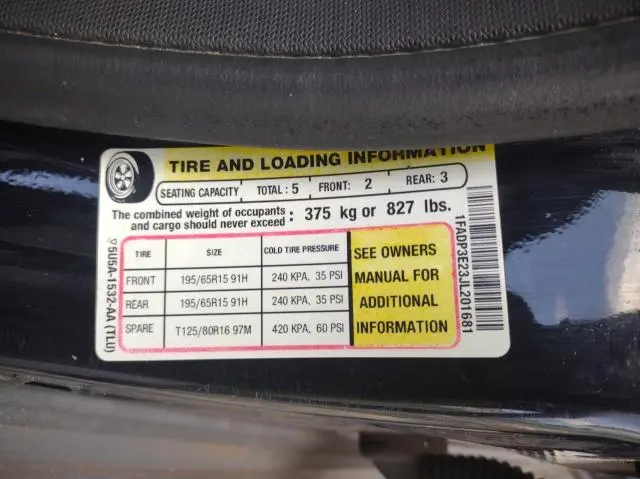 TIRE AND LOADING INFORMATION
SEATING CAPACITY TOTAL: 5 FRONT: 2 REAR: 3
The combined weight of occupants and cargo should never exceed : 375 kg or 827 lbs.
TIRE SIZE COLD TIRE PRESSURE
FRONT 195/65R15 91H 240 KPA, 35 PSI
REAR 195/65R15 91H 240 KPA, 35 PSI
SPARE T125/80R16 97M 420 KPA, 60 PSI
SEE OWNERS
MANUAL FOR
ADDITIONAL
INFORMATION
5U5A-1532-AA (TLU)
1FADP3E23JL201681